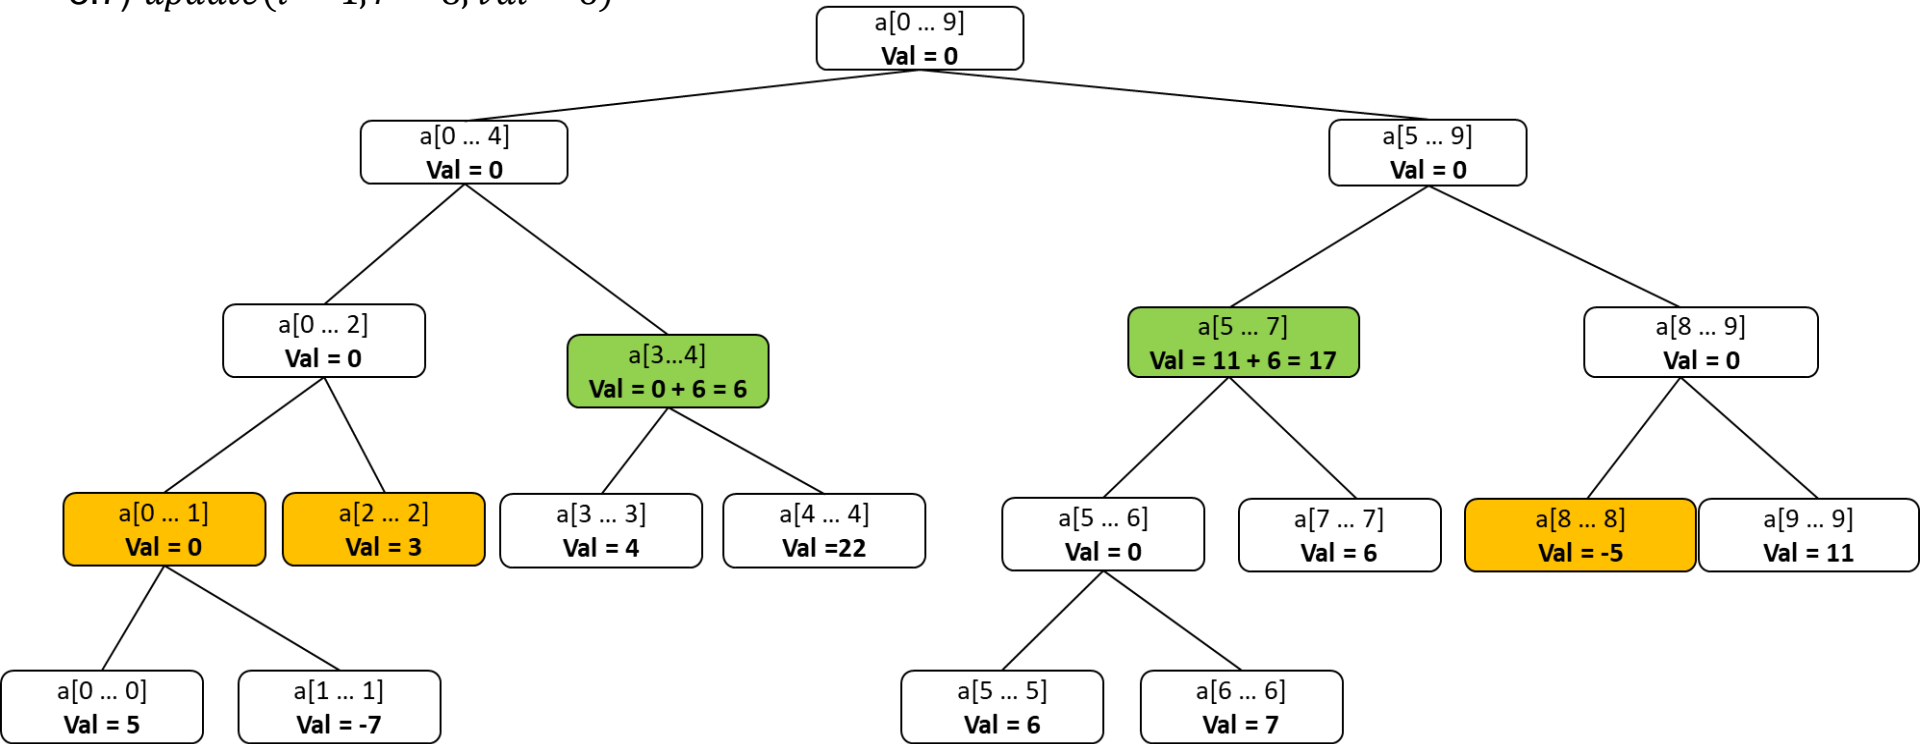 a[0 ... 9]
Val = 0
a[0 ... 4]
Val = 0
a[5 ... 9]
Val = 0
a[0 ... 2]
Val = 0
a[3...4]
Val = 0 + 6 = 6
a[5 ... 7]
Val = 11 + 6 = 17
a[8 ... 9]
Val = 0
a[0 ... 1]
Val = 0
a[2 ... 2]
Val = 3
a[3 ... 3]
Val = 4
a[4 ... 4]
Val =22
a[5 ... 6]
Val = 0
a[7 ... 7]
Val = 6
a[8 ... 8]
Val = -5
a[9 ... 9]
Val = 11
a[0 ... 0]
Val = 5
a[1 ... 1]
Val = -7
a[5 ... 5]
Val = 6
a[6 ... 6]
Val = 7